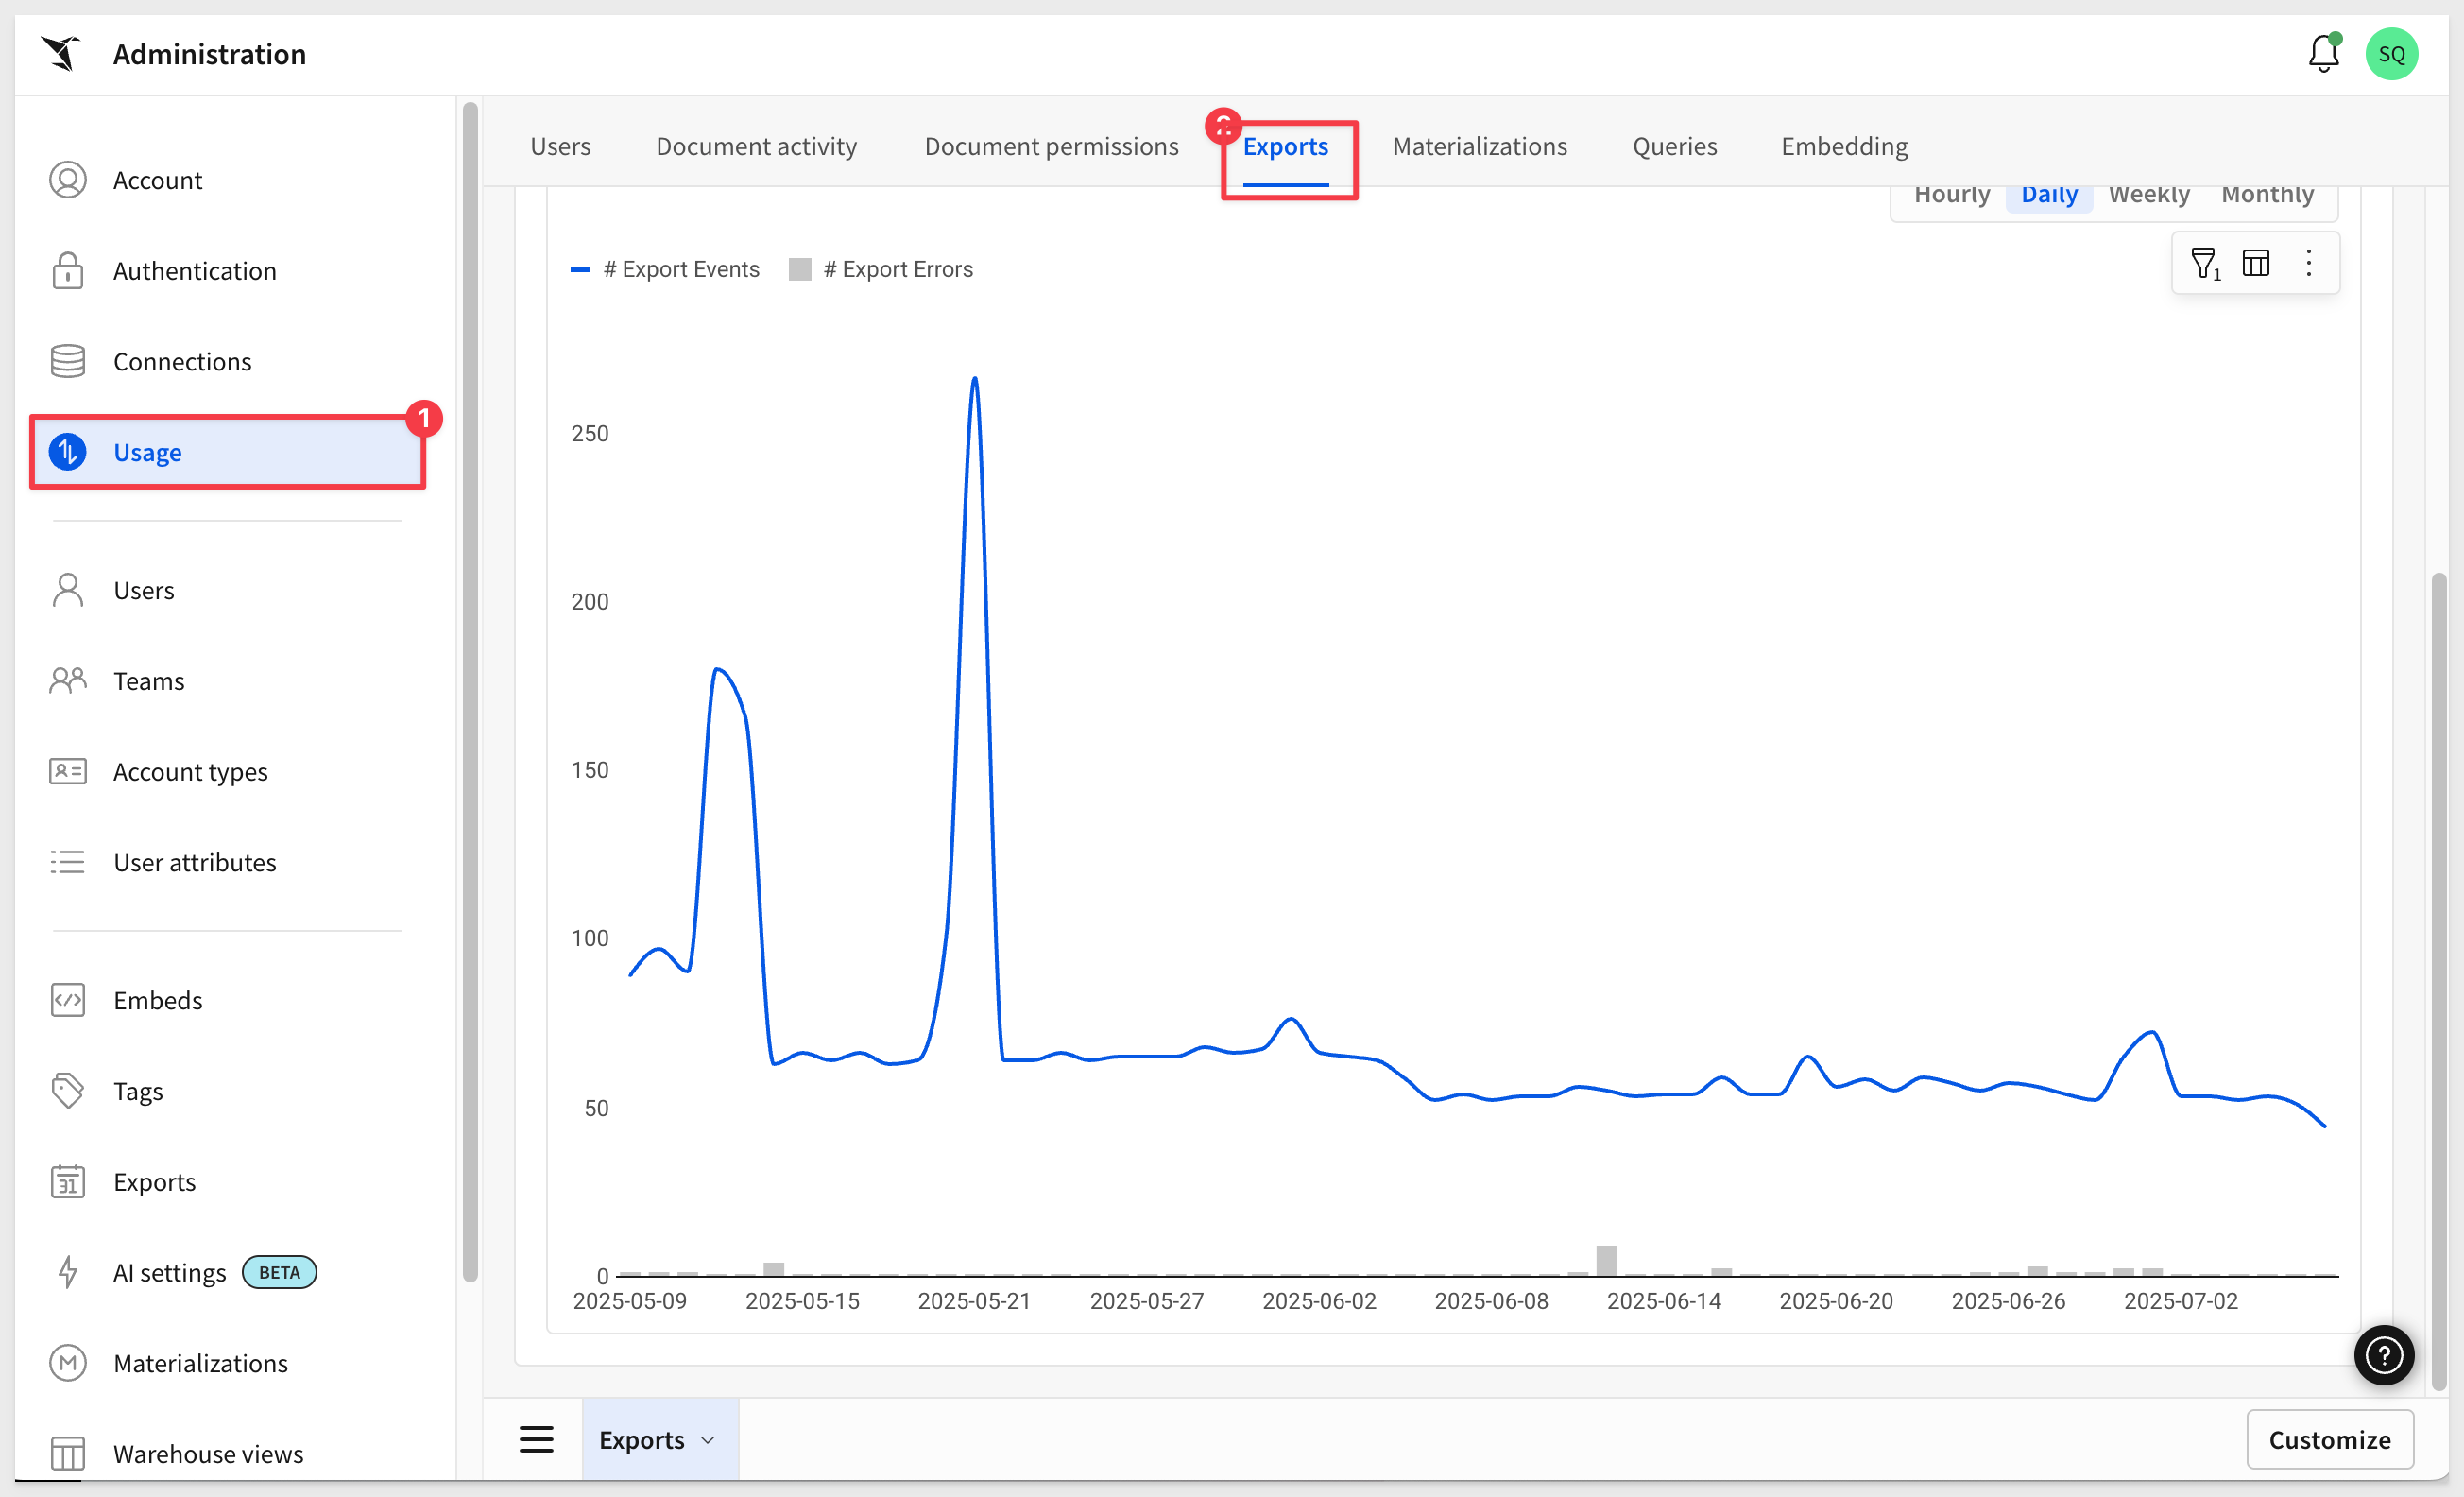 Administration
SQ
Account
Authentication
Connections
1
Usage
Users
Teams
Account types
User attributes
Embeds
Tags
31
Exports
AI settings BETA
M
Materializations
Warehouse views
2
Users Document activity Document permissions Exports Materializations Queries Embedding
Hourly Daily Weekly Monthly
# Export Events # Export Errors
1
250
200
150
100
50
0
2025-05-09 2025-05-15 2025-05-21 2025-05-27 2025-06-02 2025-06-08 2025-06-14 2025-06-20 2025-06-26 2025-07-02
?
Exports
Customize